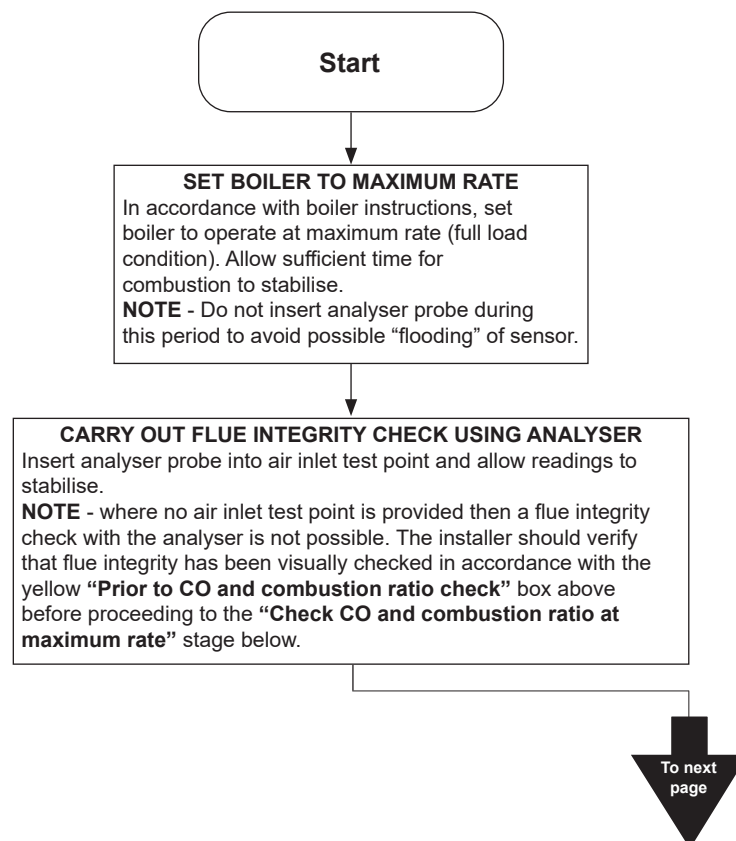 Start
SET BOILER TO MAXIMUM RATE
In accordance with boiler instructions, set
boiler to operate at maximum rate (full load
condition). Allow sufficient time for
combustion to stabilise.
NOTE - Do not insert analyser probe during
this period to avoid possible “flooding” of sensor.
CARRY OUT FLUE INTEGRITY CHECK USING ANALYSER
Insert analyser probe into air inlet test point and allow readings to
stabilise.
NOTE - where no air inlet test point is provided then a flue integrity
check with the analyser is not possible. The installer should verify
that flue integrity has been visually checked in accordance with the
yellow “Prior to CO and combustion ratio check” box above
before proceeding to the “Check CO and combustion ratio at
maximum rate” stage below.
To next
page